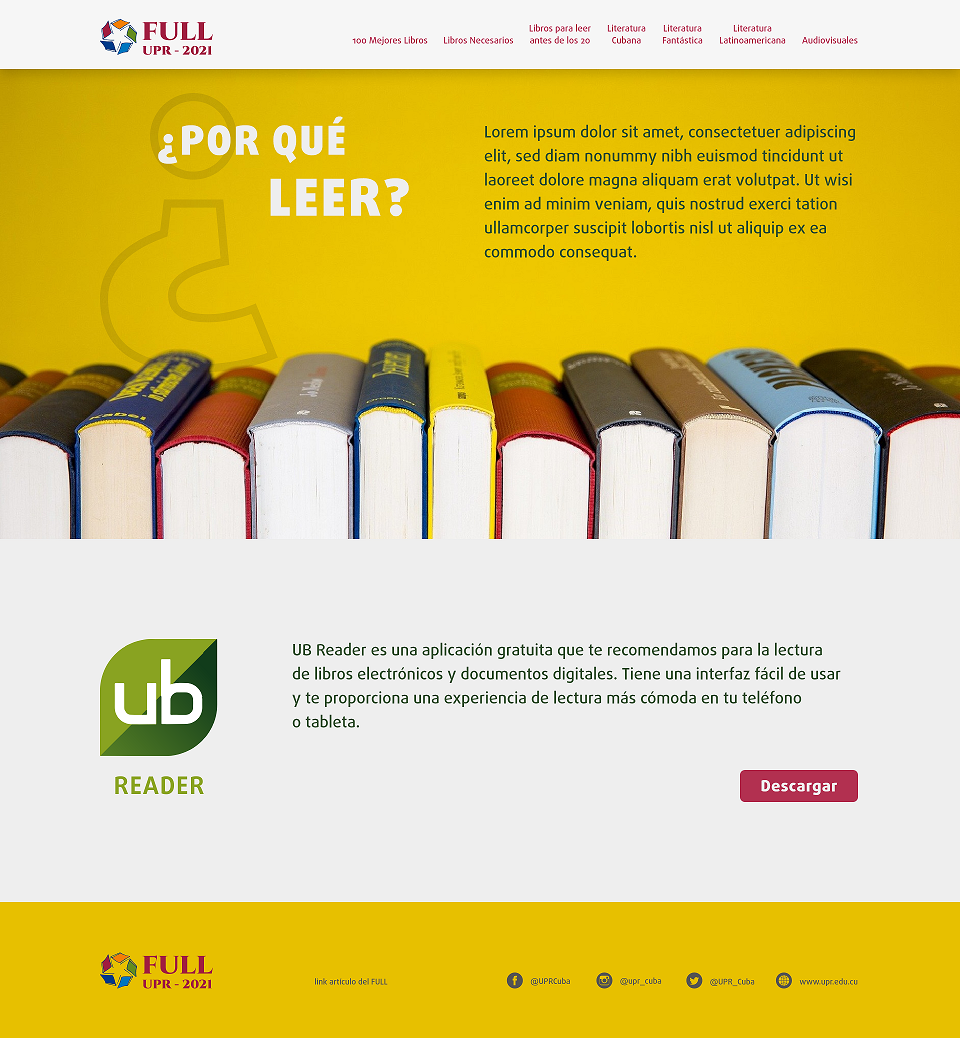 FULL
UPR - 2021
100 Mejores Libros
Libros Necesarios
Libros para leer
antes de los 20
Literatura
Cubana
Literatura
Fantástica
Literatura
Latinoamericana
Audiovisuales
¿
¿POR QUÉ
LEER?
Lorem ipsum dolor sit amet, consectetuer adipiscing
elit, sed diam nonummy nibh euismod tincidunt ut
laoreet dolore magna aliquam erat volutpat. Ut wisi
enim ad minim veniam, quis nostrud exerci tation
ullamcorper suscipit lobortis nisl ut aliquip ex ea
commodo consequat.
ub
READER
UB Reader es una aplicación gratuita que te recomendamos para la lectura
de libros electrónicos y documentos digitales. Tiene una interfaz fácil de usar
y te proporciona una experiencia de lectura más cómoda en tu teléfono
o tableta.
Descargar
FULL
UPR - 2021
link articulo del FULL
@UPRCuba
@upr_cuba
@UPR_Cuba
www.upr.edu.cu